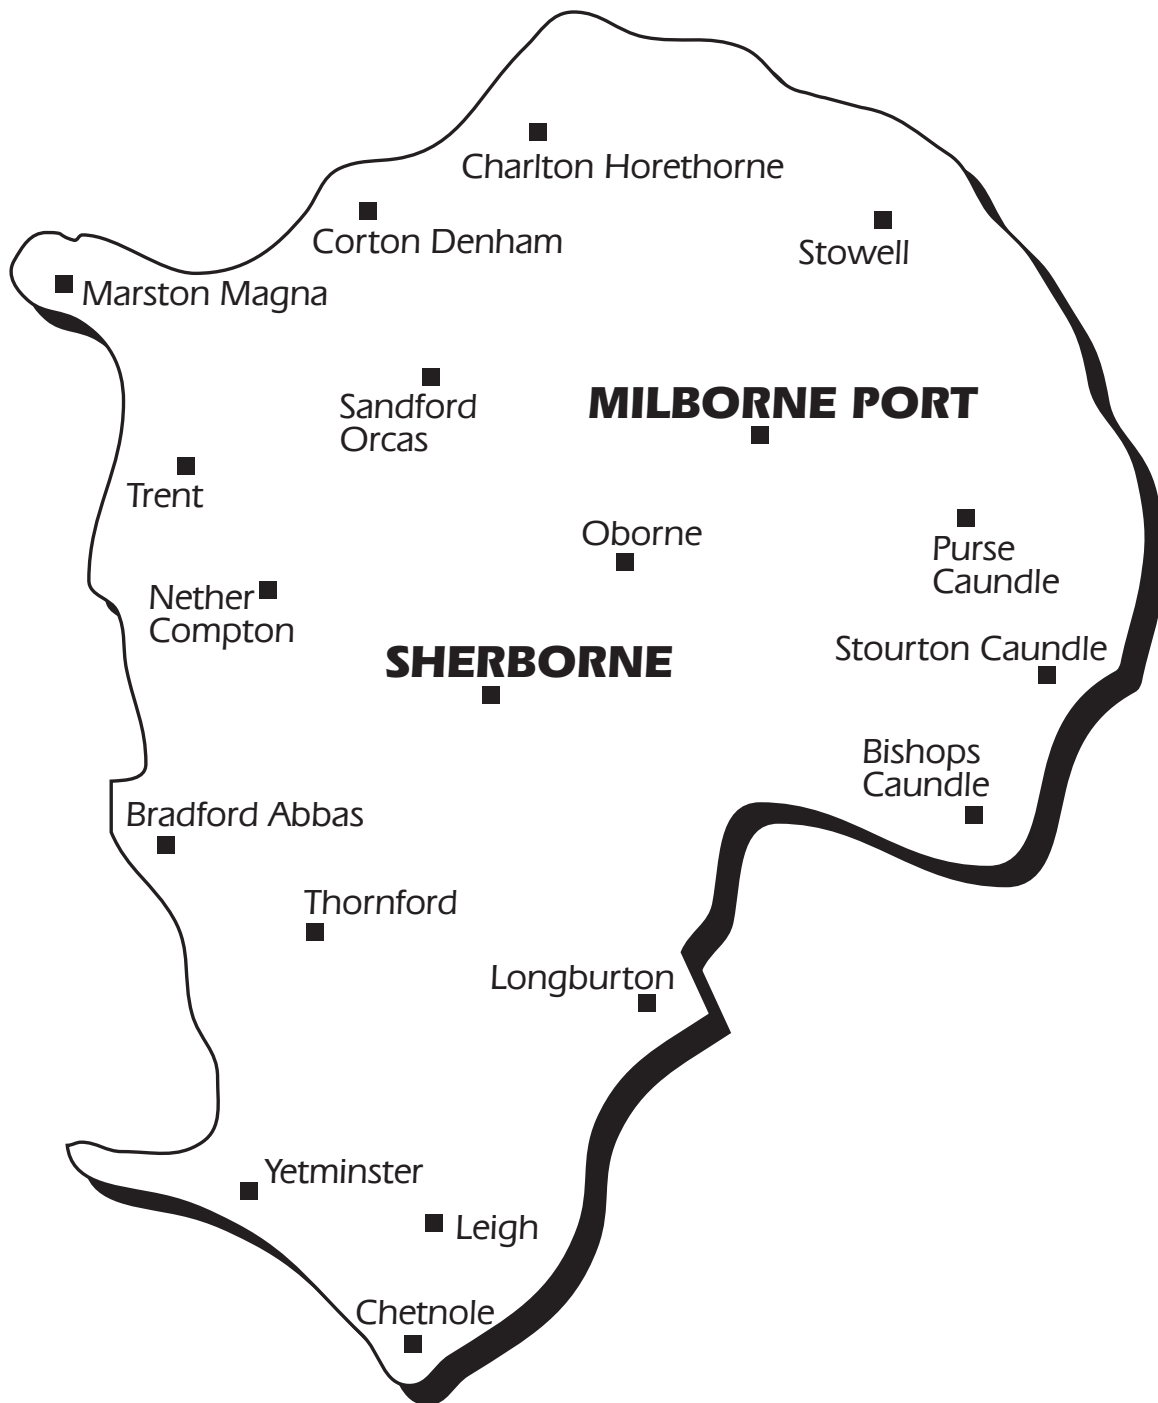 Charlton Horethorne
Corton Denham
Stowell
Marston Magna
Sandford
Orcas
MILBORNE PORT
Trent
Oborne
Purse
Caundle
Nether
Compton
Stourton Caundle
SHERBORNE
Bishops
Caundle
Bradford Abbas
Thornford
Longburton
Yetminster
Leigh
Chetnole